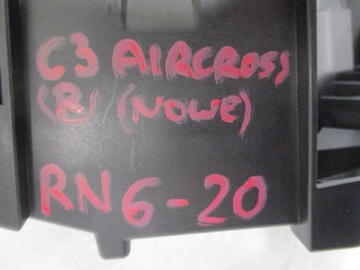 C3 AIRCROSS
(R) (NOWE)
RN6-20